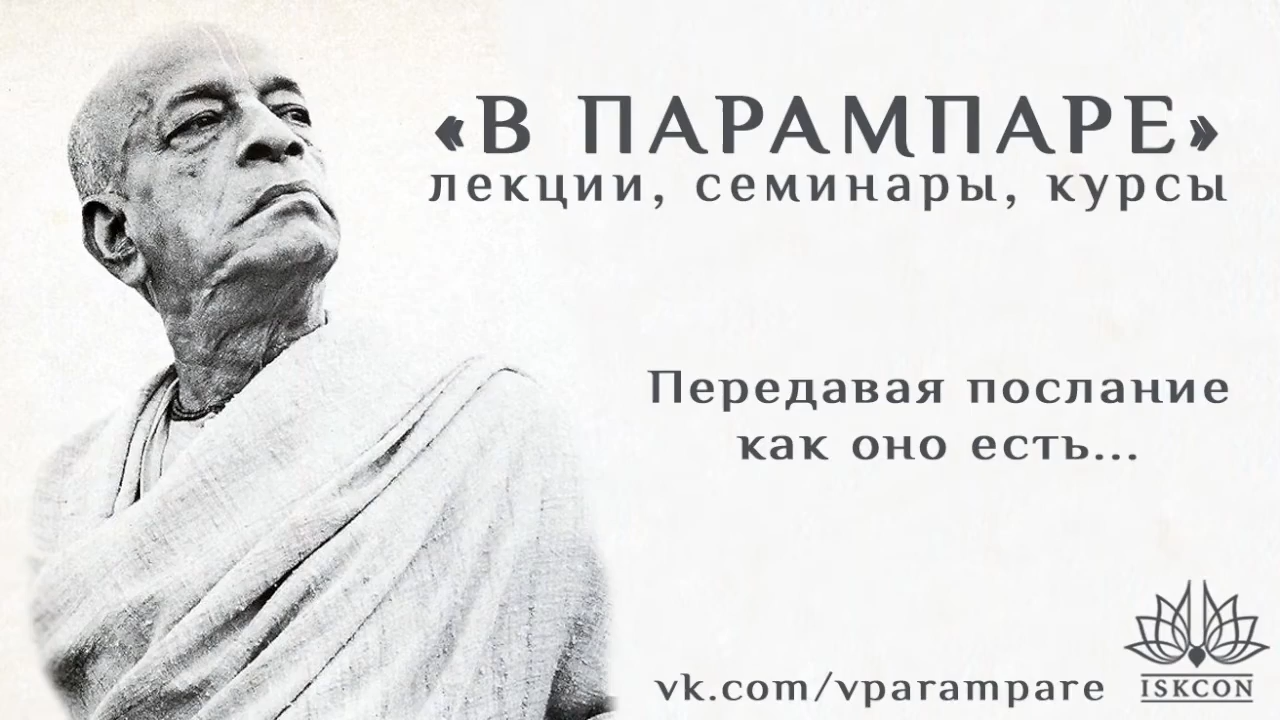 «В ПАРАМПАРЕ»
лекции, семинары, курсы
Передавая послание
как оно есть...
vk.com/vparampare
ISKCON